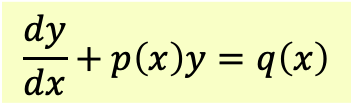 dy/dx + p(x)y = q(x)